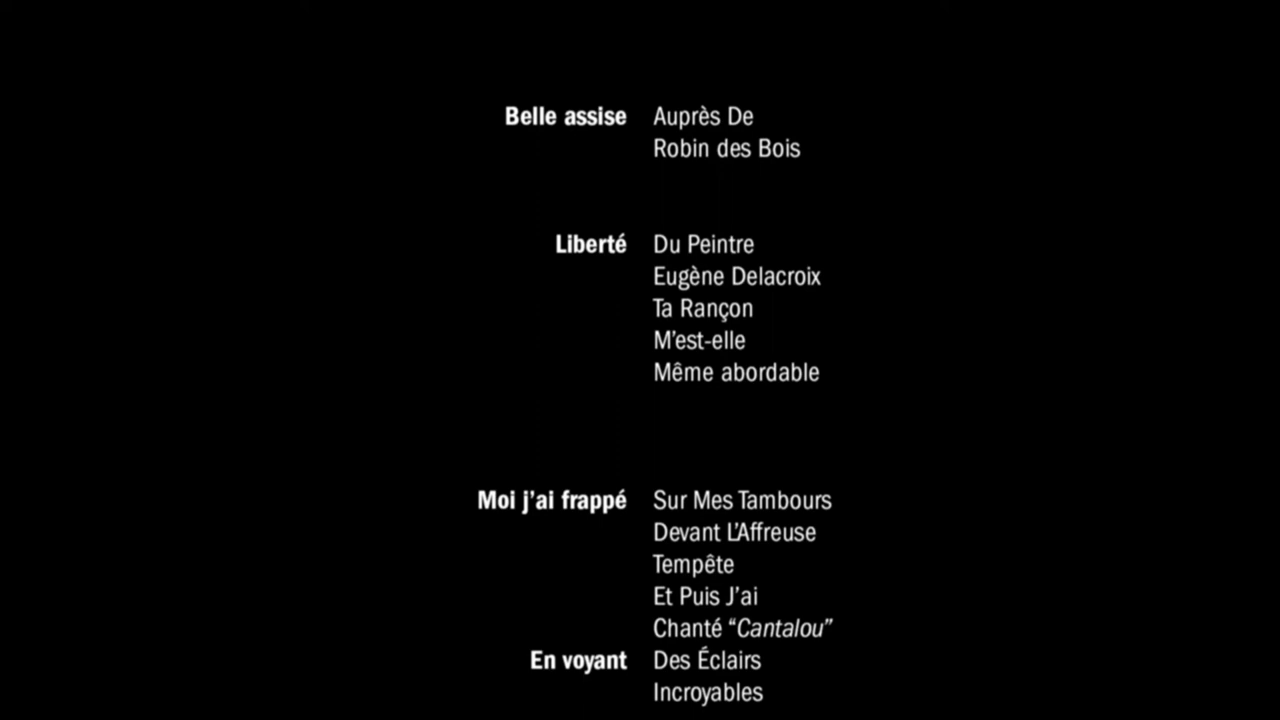 Belle assise Auprès De
Robin des Bois
Liberté Du Peintre
Eugène Delacroix
Ta Rançon
M’est-elle
Même abordable
Moi j’ai frappé Sur Mes Tambours
Devant L’Affreuse
Tempête
Et Puis J’ai
Chanté “Cantalou”
En voyant Des Éclairs
Incroyables